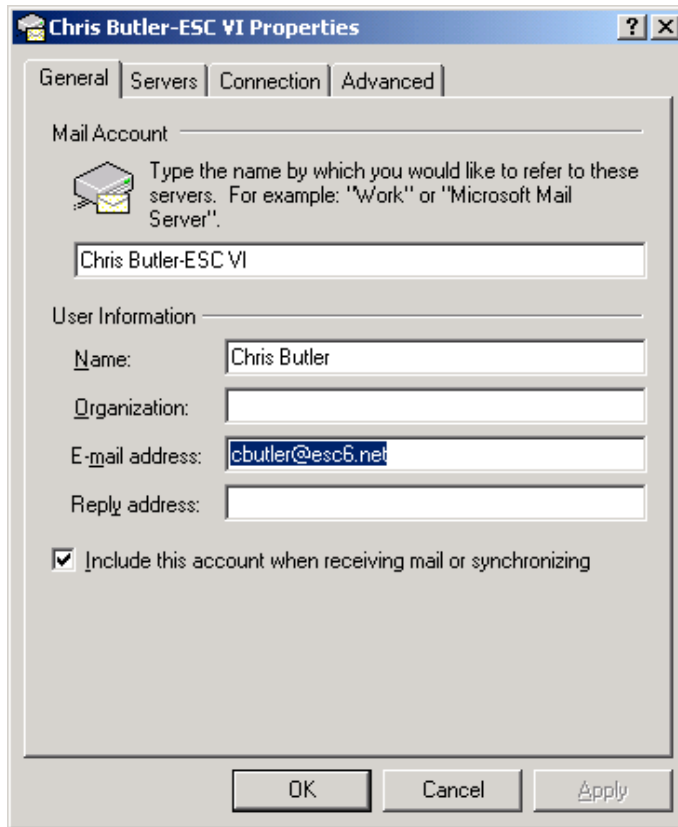 Chris Butler-ESC VI Properties
General Servers Connection Advanced
Mail Account
Type the name by which you would like to refer to these
servers. For example: "Work" or "Microsoft Mail
Server".
Chris Butler-ESC VI
User Information
Name: Chris Butler
Organization:
E-mail address: cbutler@esc6.net
Reply address:
Include this account when receiving mail or synchronizing
OK Cancel Apply